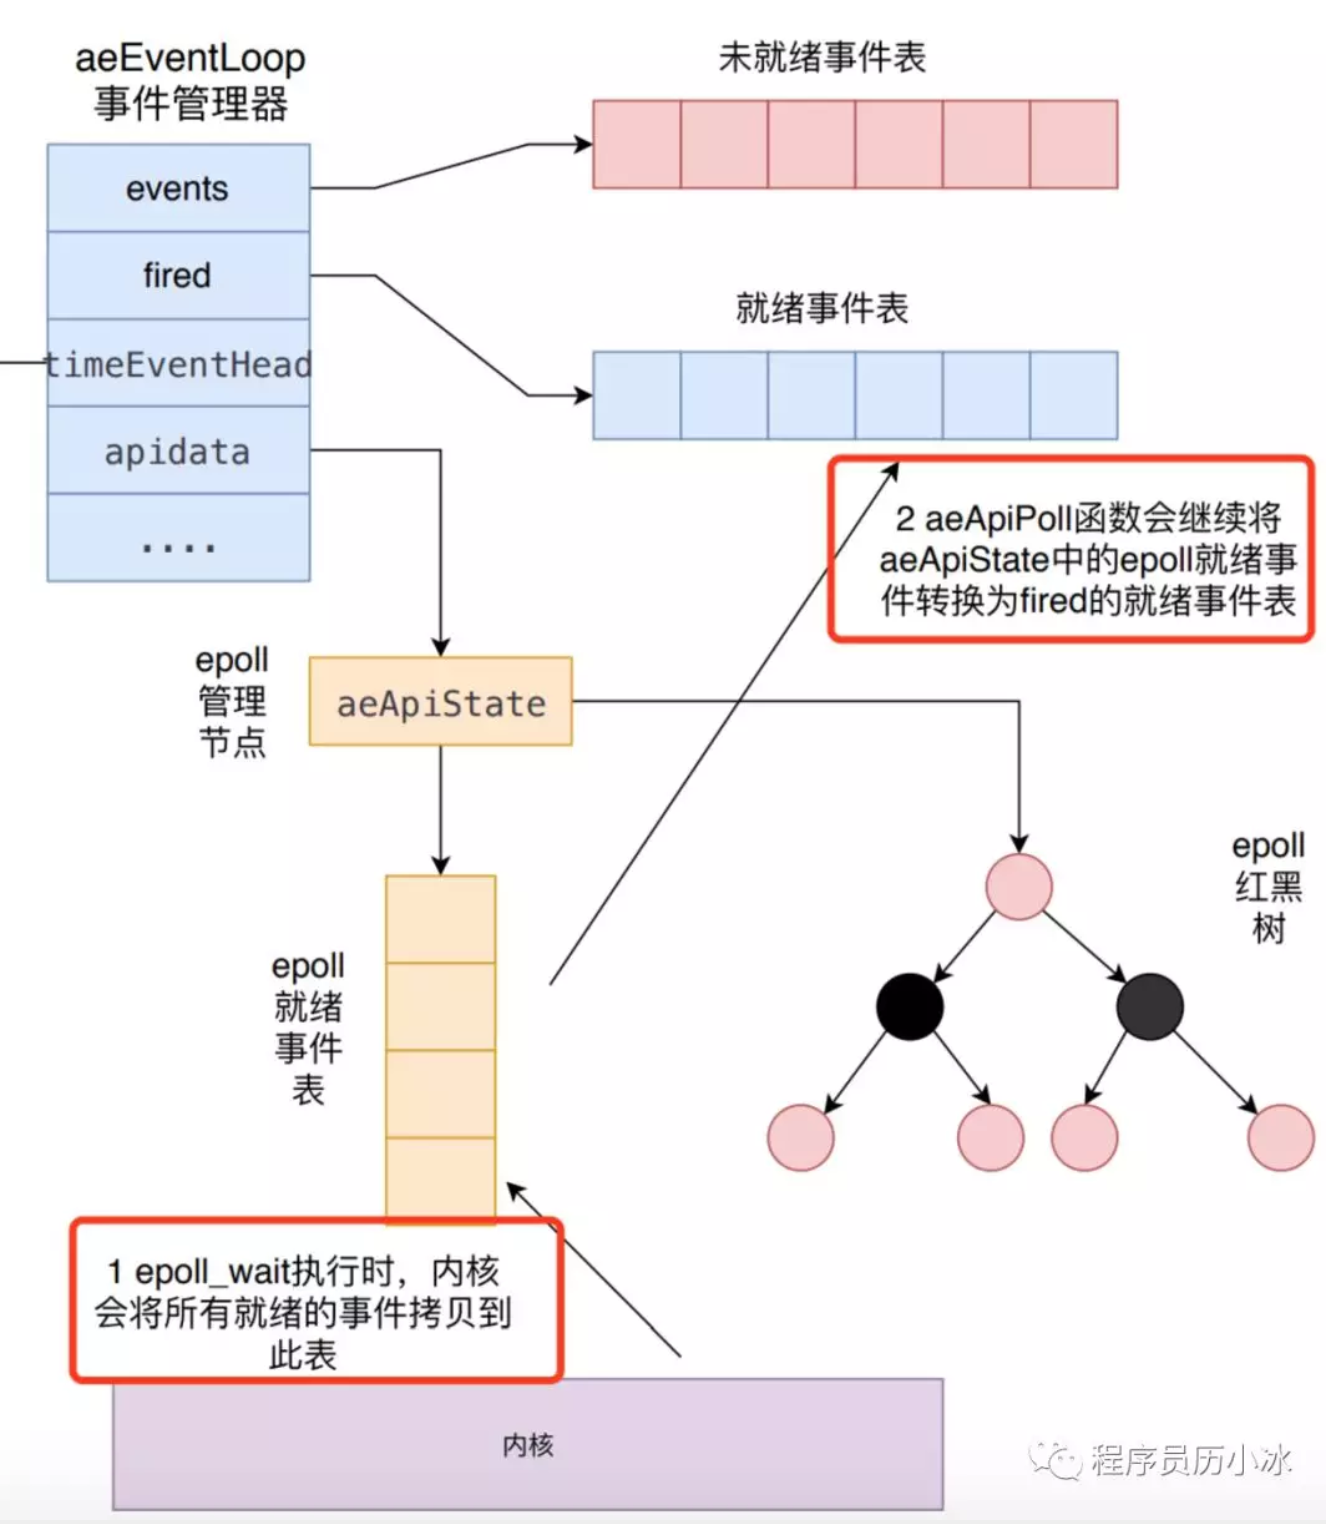 aeEventLoop
事件管理器
events
fired
timeEventHead
apidata
....
未就绪事件表
就绪事件表
2 aeApiPoll函数会继续将
aeApiState中的epoll就绪事
件转换为fired的就绪事件表
epoll
管理
节点
aeApiState
epoll
红黑
树
epoll
就绪
事件
表
1 epoll_wait执行时，内核
会将所有就绪的事件拷贝到
此表
内核
程序员历小冰